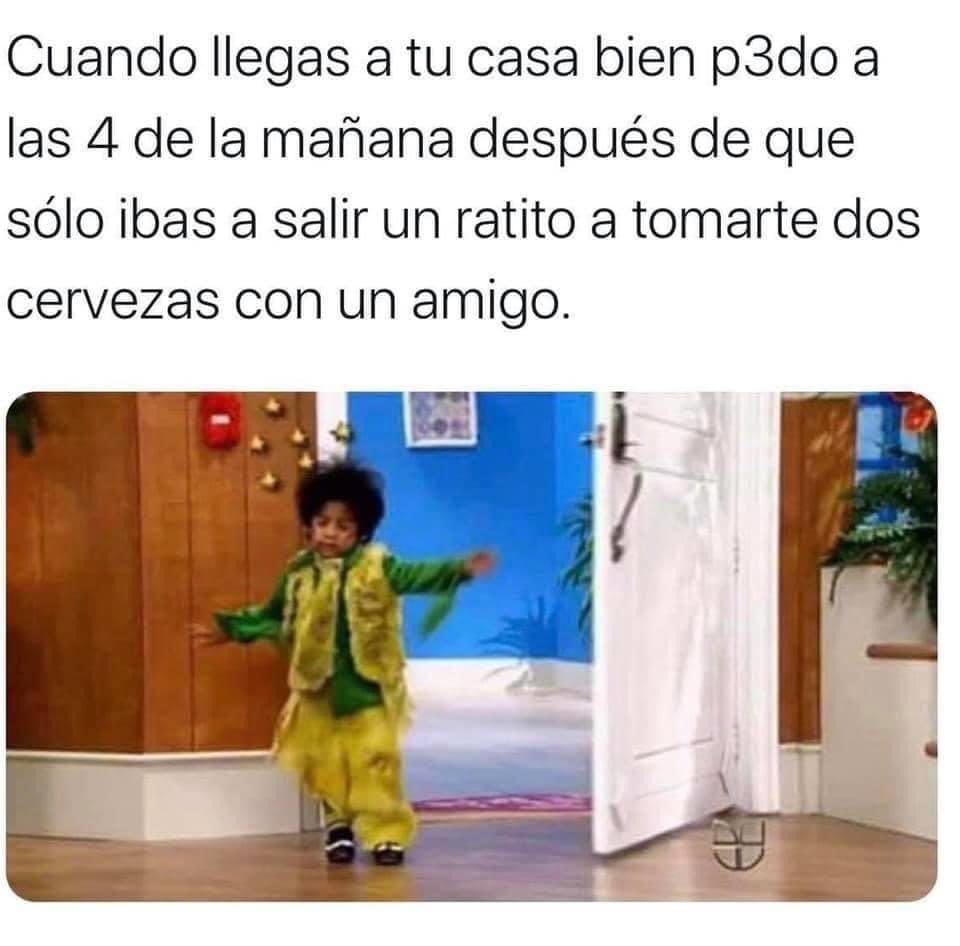 Cuando llegas a tu casa bien p3do a
las 4 de la mañana después de que
sólo ibas a salir un ratito a tomarte dos
cervezas con un amigo.